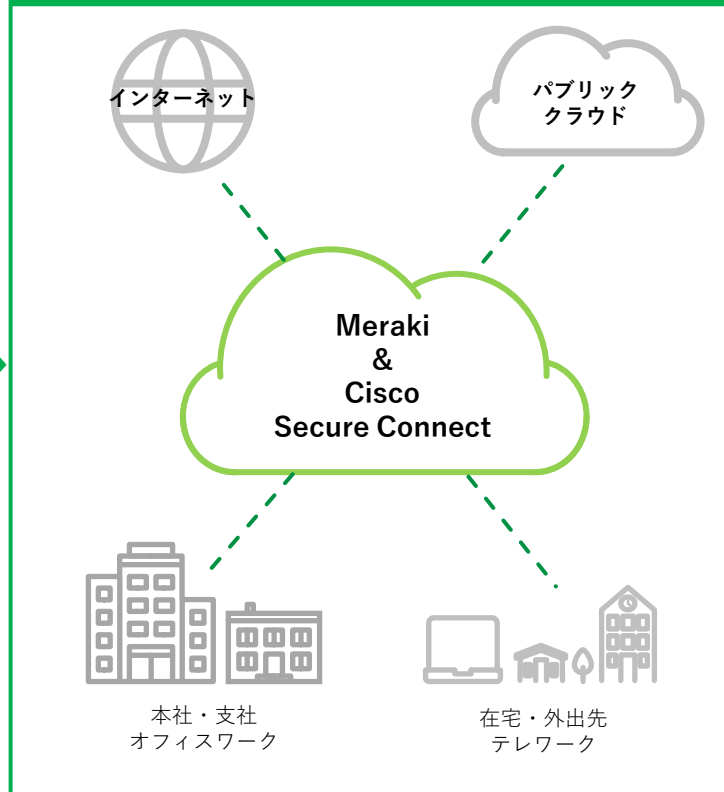 インターネット
パブリック
クラウド
Meraki
&
Cisco
Secure Connect
本社・支社
オフィスワーク
在宅・外出先
テレワーク